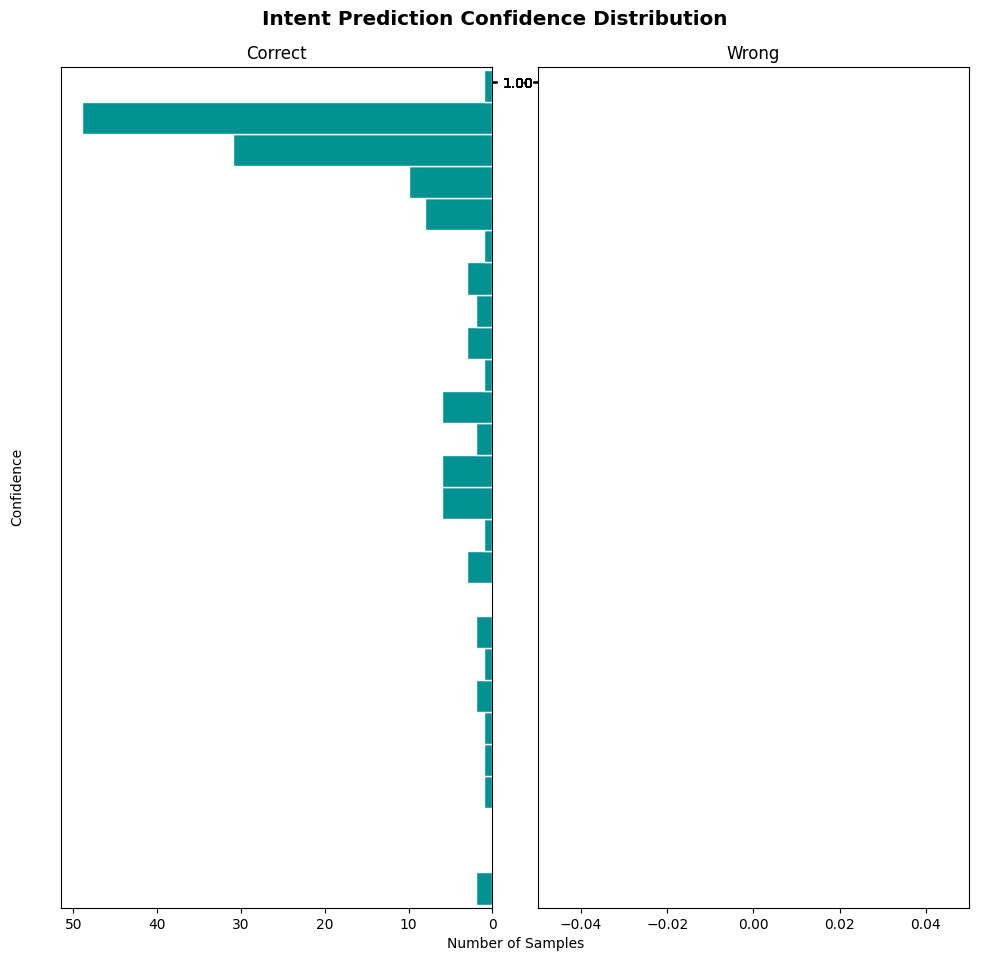 Intent Prediction Confidence Distribution
Correct
Wrong
1.00
Confidence
50
40
30
20
10
0
−0.04
−0.02
0.00
0.02
0.04
Number of Samples